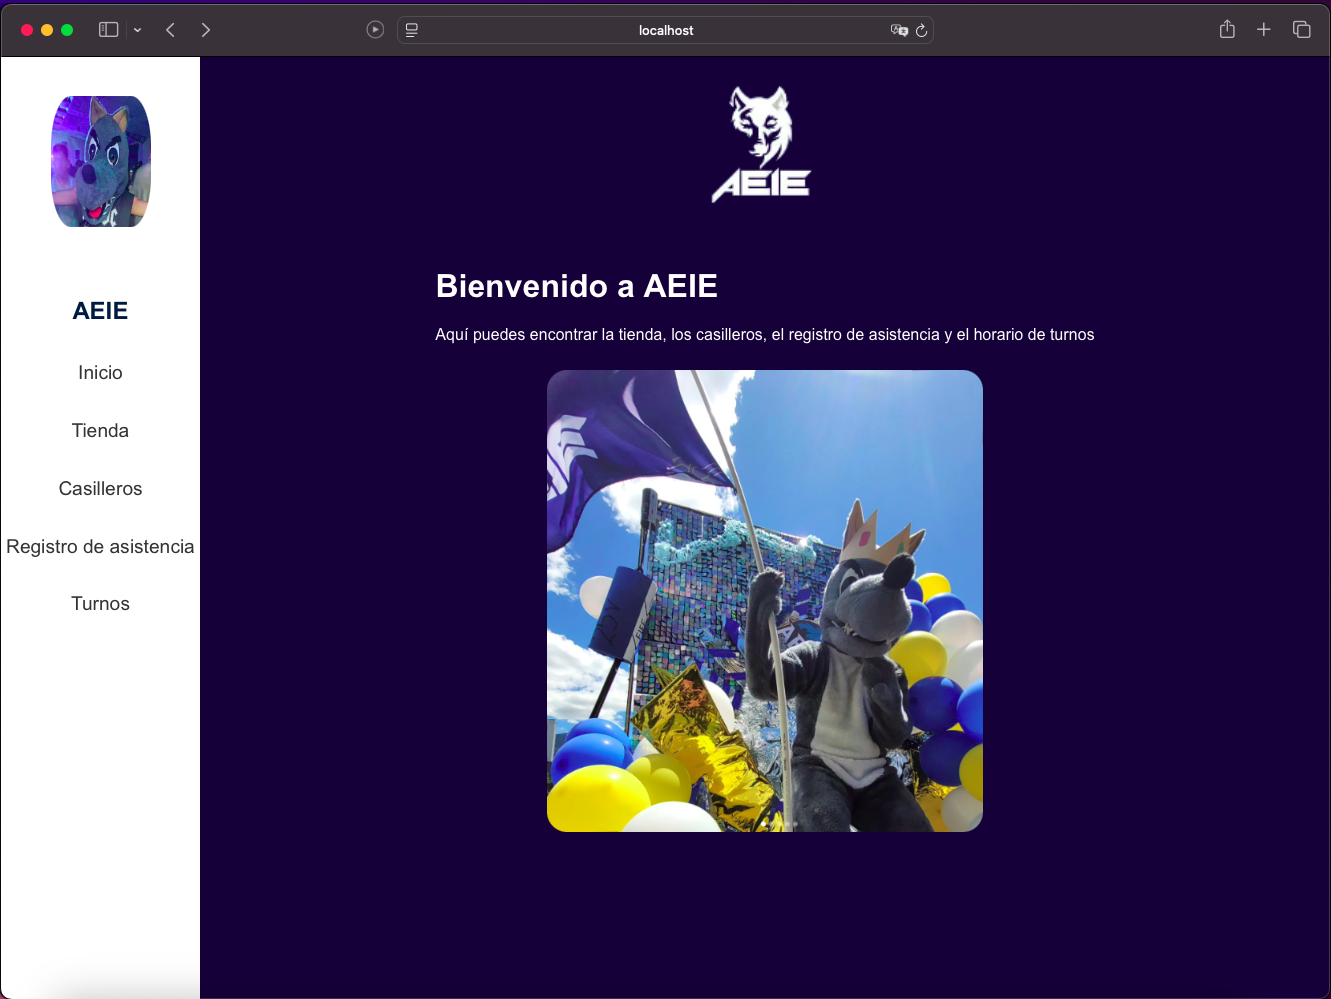 localhost
AEIE
AEIE
Inicio
Tienda
Casilleros
Registro de asistencia
Turnos
Bienvenido a AEIE
Aquí puedes encontrar la tienda, los casilleros, el registro de asistencia y el horario de turnos